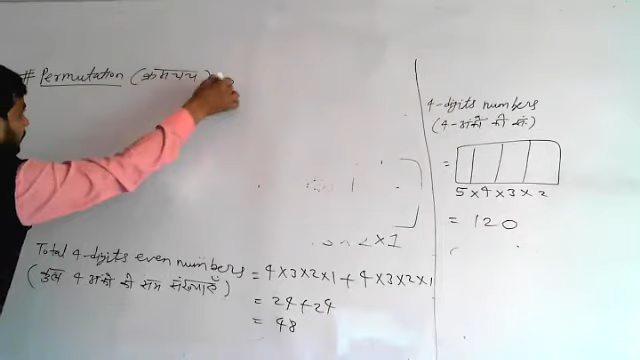 # Permutation (क्रमचय)
Total 4-digits even numbers = 4×3×2×1 + 4×3×2×1
(कुल 4 अंको की सम संख्याएँ)
= 24+24
= 48
4-digits numbers
(4-अंको की सं०)
=
5×4×3×2
= 120